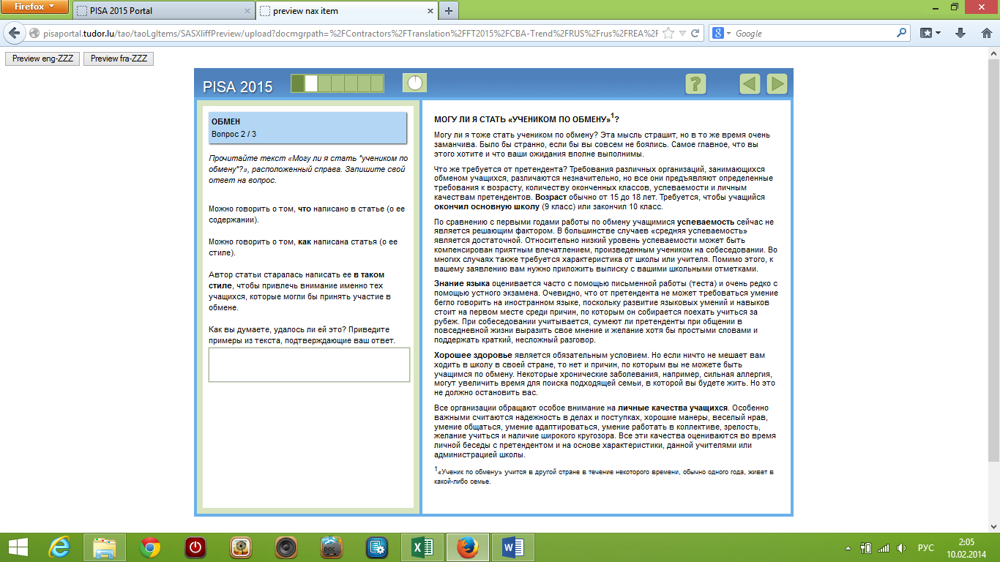 Firefox
PISA 2015 Portal
preview nax item
pisaportal.tudor.lu/tao/taoLgItems/SASXliffPreview/upload?docmgrpath=%2FContractors%2FTranslation%2FFT2015%2FCBA-Trend%2FRUS%2Frus%2FREA%2F
Google
Preview eng-ZZZ
Preview fra-ZZZ
PISA 2015
?
ОБМЕН
Вопрос 2 / 3
Прочитайте текст «Могу ли я стать "учеником по
обмену"?», расположенный справа. Запишите свой
ответ на вопрос.
Можно говорить о том, что написано в статье (о ее
содержании).
Можно говорить о том, как написана статья (о ее
стиле).
Автор статьи старалась написать ее в таком
стиле, чтобы привлечь внимание именно тех
учащихся, которые могли бы принять участие в
обмене.
Как вы думаете, удалось ли ей это? Приведите
примеры из текста, подтверждающие ваш ответ.
МОГУ ЛИ Я СТАТЬ «УЧЕНИКОМ ПО ОБМЕНУ»1?
Могу ли я тоже стать учеником по обмену? Эта мысль страшит, но в то же время очень
заманчива. Было бы странно, если бы вы совсем не боялись. Самое главное, что вы
этого хотите и что ваши ожидания вполне выполнимы.
Что же требуется от претендента? Требования различных организаций, занимающихся
обменом учащихся, различаются незначительно, но все они предъявляют определенные
требования к возрасту, количеству оконченных классов, успеваемости и личным
качествам претендентов. Возраст обычно от 15 до 18 лет. Требуется, чтобы учащийся
окончил основную школу (9 класс) или закончил 10 класс.
По сравнению с первыми годами работы по обмену учащимися успеваемость сейчас не
является решающим фактором. В большинстве случаев «средняя успеваемость»
является достаточной. Относительно низкий уровень успеваемости может быть
компенсирован приятным впечатлением, произведенным учеником на собеседовании. Во
многих случаях также требуется характеристика от школы или учителя. Помимо этого, к
вашему заявлению вам нужно приложить выписку с вашими школьными отметками.
Знание языка оценивается часто с помощью письменной работы (теста) и очень редко с
помощью устного экзамена. Очевидно, что от претендента не может требоваться умение
бегло говорить на иностранном языке, поскольку развитие языковых умений и навыков
стоит на первом месте среди причин, по которым он собирается поехать учиться за
рубеж. При собеседовании учитывается, сумеют ли претенденты при общении в
повседневной жизни выразить свое мнение и желание хотя бы простыми словами и
поддержать краткий, несложный разговор.
Хорошее здоровье является обязательным условием. Но если ничто не мешает вам
ходить в школу в своей стране, то нет и причин, по которым вы не можете быть
учащимся по обмену. Некоторые хронические заболевания, например, сильная аллергия,
могут увеличить время для поиска подходящей семьи, в которой вы будете жить. Но это
не должно остановить вас.
Все организации обращают особое внимание на личные качества учащихся. Особенно
важными считаются надежность в делах и поступках, хорошие манеры, веселый нрав,
умение общаться, умение адаптироваться, умение работать в коллективе, зрелость,
желание учиться и наличие широкого кругозора. Все эти качества оцениваются во время
личной беседы с претендентом и на основе характеристики, данной учителями или
администрацией школы.
1«Ученик по обмену» учится в другой стране в течение некоторого времени, обычно одного года, живет в
какой-либо семье.
DOC
РУС
2:05
10.02.2014